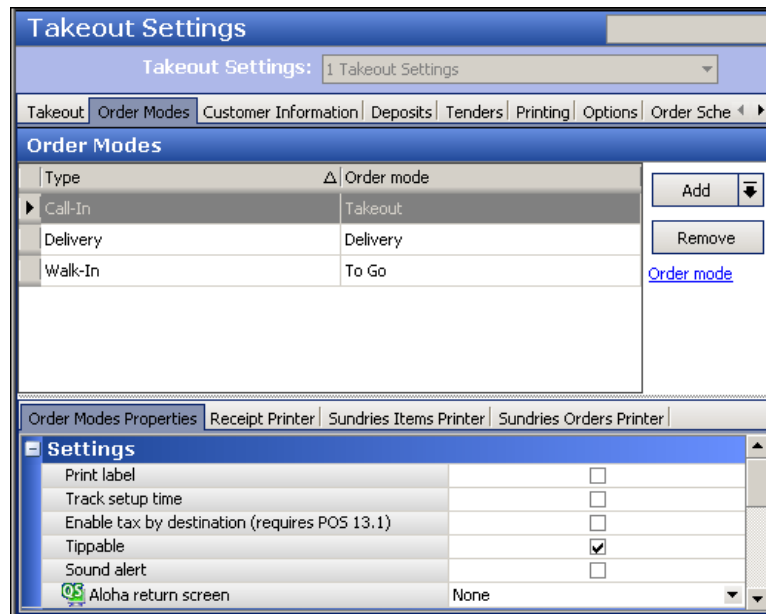 Takeout Settings
Takeout Settings: 1 Takeout Settings
Takeout Order Modes Customer Information Deposits Tenders Printing Options Order Sche
Order Modes
Type Order mode
Call-In Takeout
Delivery Delivery
Walk-In To Go
Add
Remove
Order mode
Order Modes Properties Receipt Printer Sundries Items Printer Sundries Orders Printer
Settings
Print label
Track setup time
Enable tax by destination (requires POS 13.1)
Tippable
Sound alert
QS Aloha return screen None